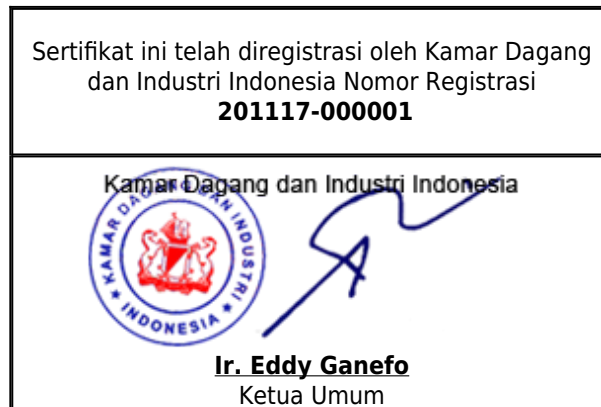 Sertifikat ini telah diregistrasi oleh Kamar Dagang
dan Industri Indonesia Nomor Registrasi
201117-000001
Kamar Dagang dan Industri Indonesia
KAMAR DAGANG DAN INDUSTRI
INDONESIA
Ir. Eddy Ganefo
Ketua Umum